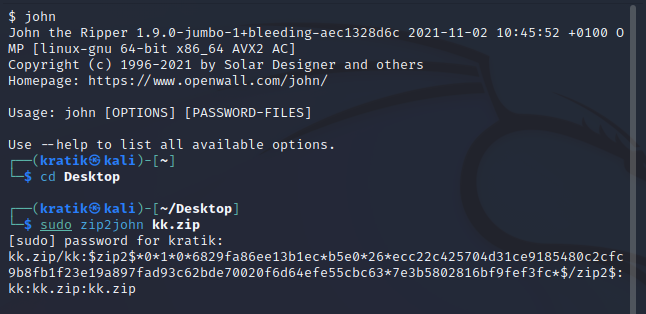 $ john
John the Ripper 1.9.0-jumbo-1+bleeding-aec1328d6c 2021-11-02 10:45:52 +0100 O
MP [linux-gnu 64-bit x86_64 AVX2 AC]
Copyright (c) 1996-2021 by Solar Designer and others
Homepage: https://www.openwall.com/john/
Usage: john [OPTIONS] [PASSWORD-FILES]
Use --help to list all available options.
┌──(kratik㉿kali)-[~]
└─$ cd Desktop
┌──(kratik㉿kali)-[~/Desktop]
└─$ sudo zip2john kk.zip
[sudo] password for kratik:
kk.zip/kk:$zip2$*0*1*0*6829fa86ee13b1ec*b5e0*26*ecc22c425704d31ce9185480c2cfc
9b8fb1f23e19a897fad93c62bde70020f6d64efe55cbc63*7e3b5802816bf9fef3fc*$/zip2$:
kk:kk.zip:kk.zip